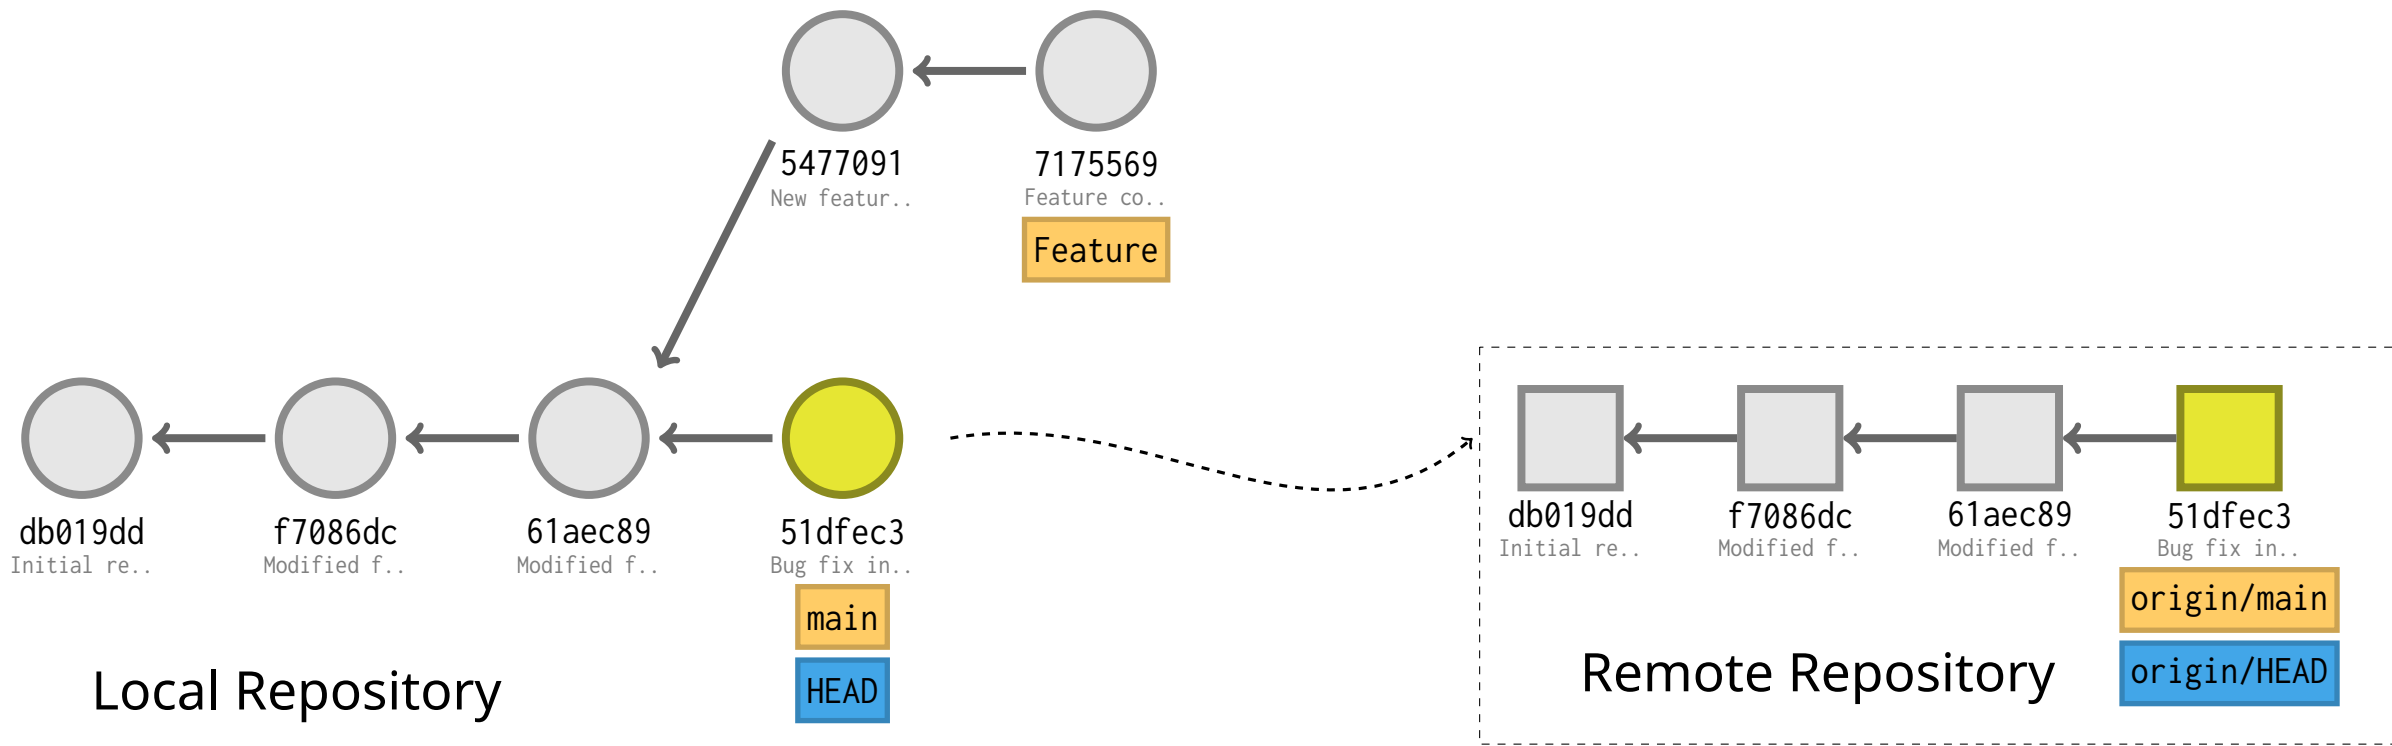 5477091
New featur..
7175569
Feature co..
Feature
db019dd
Initial re..
f7086dc
Modified f..
61aec89
Modified f..
51dfec3
Bug fix in..
main
HEAD
Local Repository
db019dd
Initial re..
f7086dc
Modified f..
61aec89
Modified f..
51dfec3
Bug fix in..
origin/main
origin/HEAD
Remote Repository